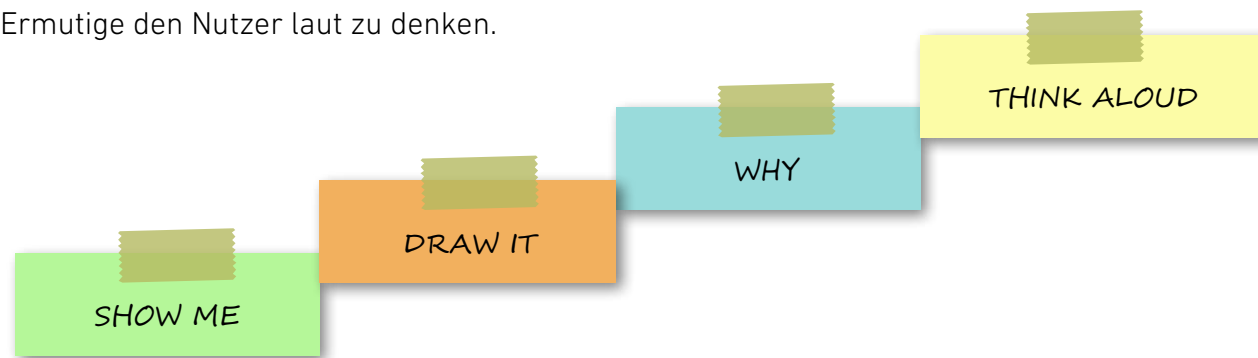 Ermutige den Nutzer laut zu denken.
THINK ALOUD
WHY
DRAW IT
SHOW ME